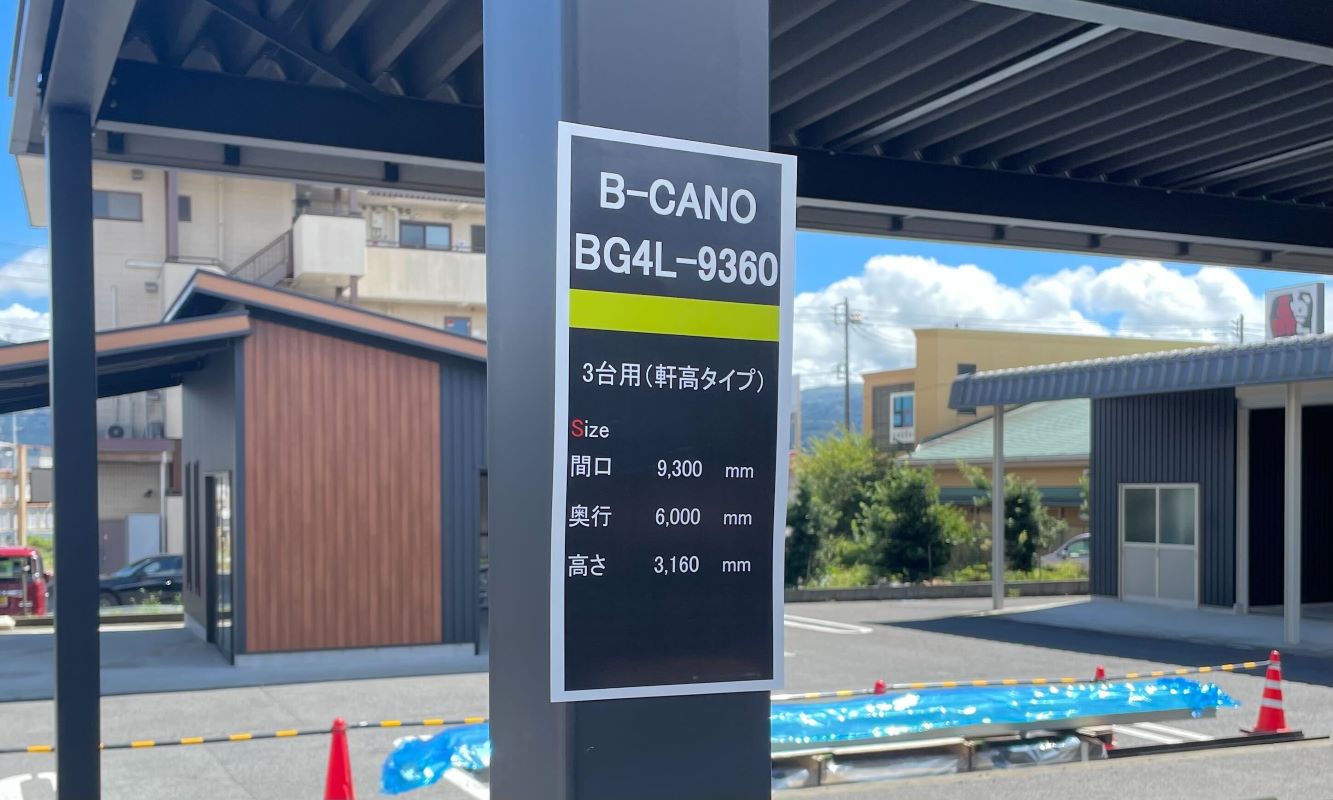 B-CANO
BG4L-9360
3台用(軒高タイプ)
Size
間口 9,300 mm
奥行 6,000 mm
高さ 3,160 mm